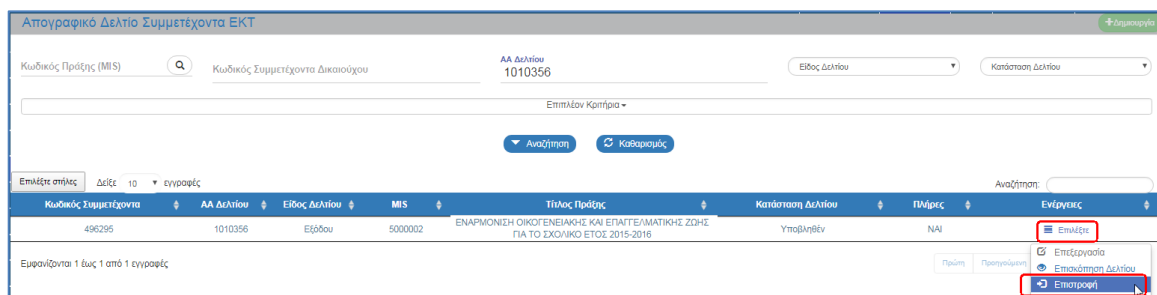 Απογραφικό Δελτίο Συμμετέχοντα ΕΚΤ
+Δημιουργία
Κωδικός Πράξης (MIS)
Κωδικός Συμμετέχοντα Δικαιούχου
ΑΑ Δελτίου
1010356
Είδος Δελτίου
Κατάσταση Δελτίου
Επιπλέον Κριτήρια
Αναζήτηση
Καθαρισμός
Επιλέξτε στήλες
Δείξε 10 εγγραφές
Αναζήτηση:
Κωδικός Συμμετέχοντα ΑΑ Δελτίου Είδος Δελτίου MIS Τίτλος Πράξης Κατάσταση Δελτίου Πλήρες Ενέργειες
496295 1010356 Εξόδου 5000002 ΕΝΑΡΜΟΝΙΣΗ ΟΙΚΟΓΕΝΕΙΑΚΗΣ ΚΑΙ ΕΠΑΓΓΕΛΜΑΤΙΚΗΣ ΖΩΗΣ
ΓΙΑ ΤΟ ΣΧΟΛΙΚΟ ΕΤΟΣ 2015-2016
Υποβληθέν ΝΑΙ Επιλέξτε
Εμφανίζονται 1 έως 1 από 1 εγγραφές
Πρώτη Προηγούμενη
Επεξεργασία
Επισκόπηση Δελτίου
Επιστροφή